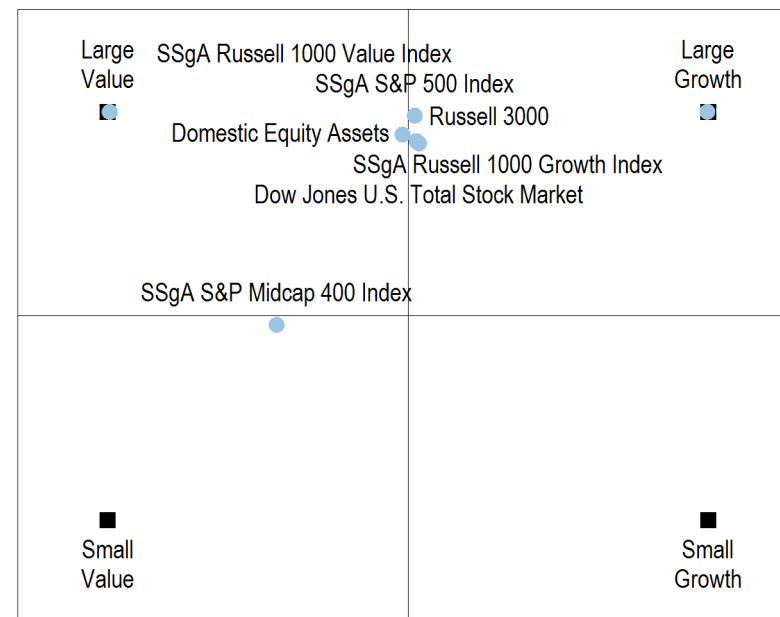 Large
Value
SSgA Russell 1000 Value Index
Large
Growth
SSgA S&P 500 Index
Russell 3000
Domestic Equity Assets
SSgA Russell 1000 Growth Index
Dow Jones U.S. Total Stock Market
SSgA S&P Midcap 400 Index
Small
Value
Small
Growth